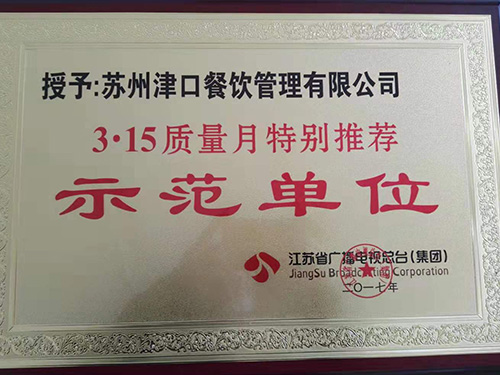 授予:苏州津口餐饮管理有限公司
3·15质量月特别推荐
示范单位
江苏省广播电视总台(集团)
JiangSu Broadcasting Corporation
二〇一七年